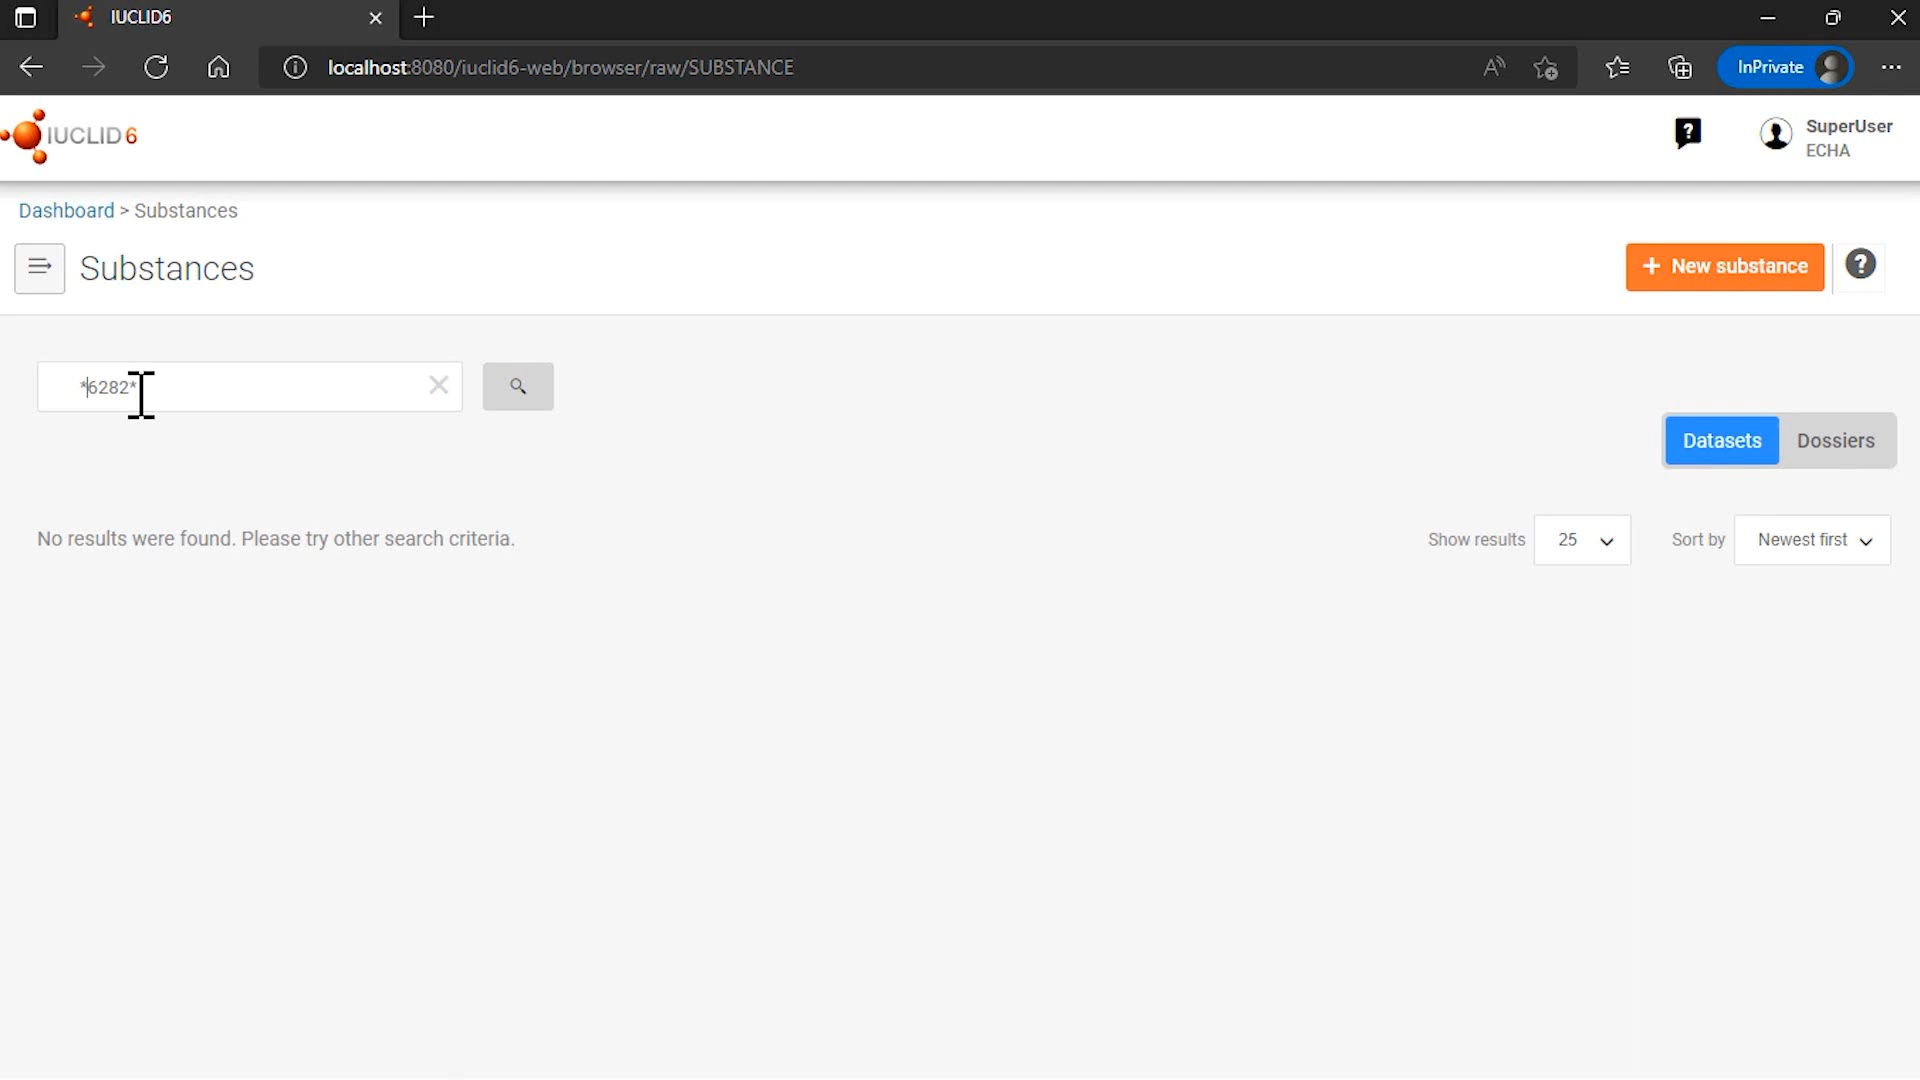 IUCLID6
localhost:8080/iuclid6-web/browser/raw/SUBSTANCE
InPrivate
IUCLID 6
SuperUser
ECHA
Dashboard > Substances
Substances
+ New substance
*6282*
Datasets Dossiers
No results were found. Please try other search criteria.
Show results 25 Sort by Newest first